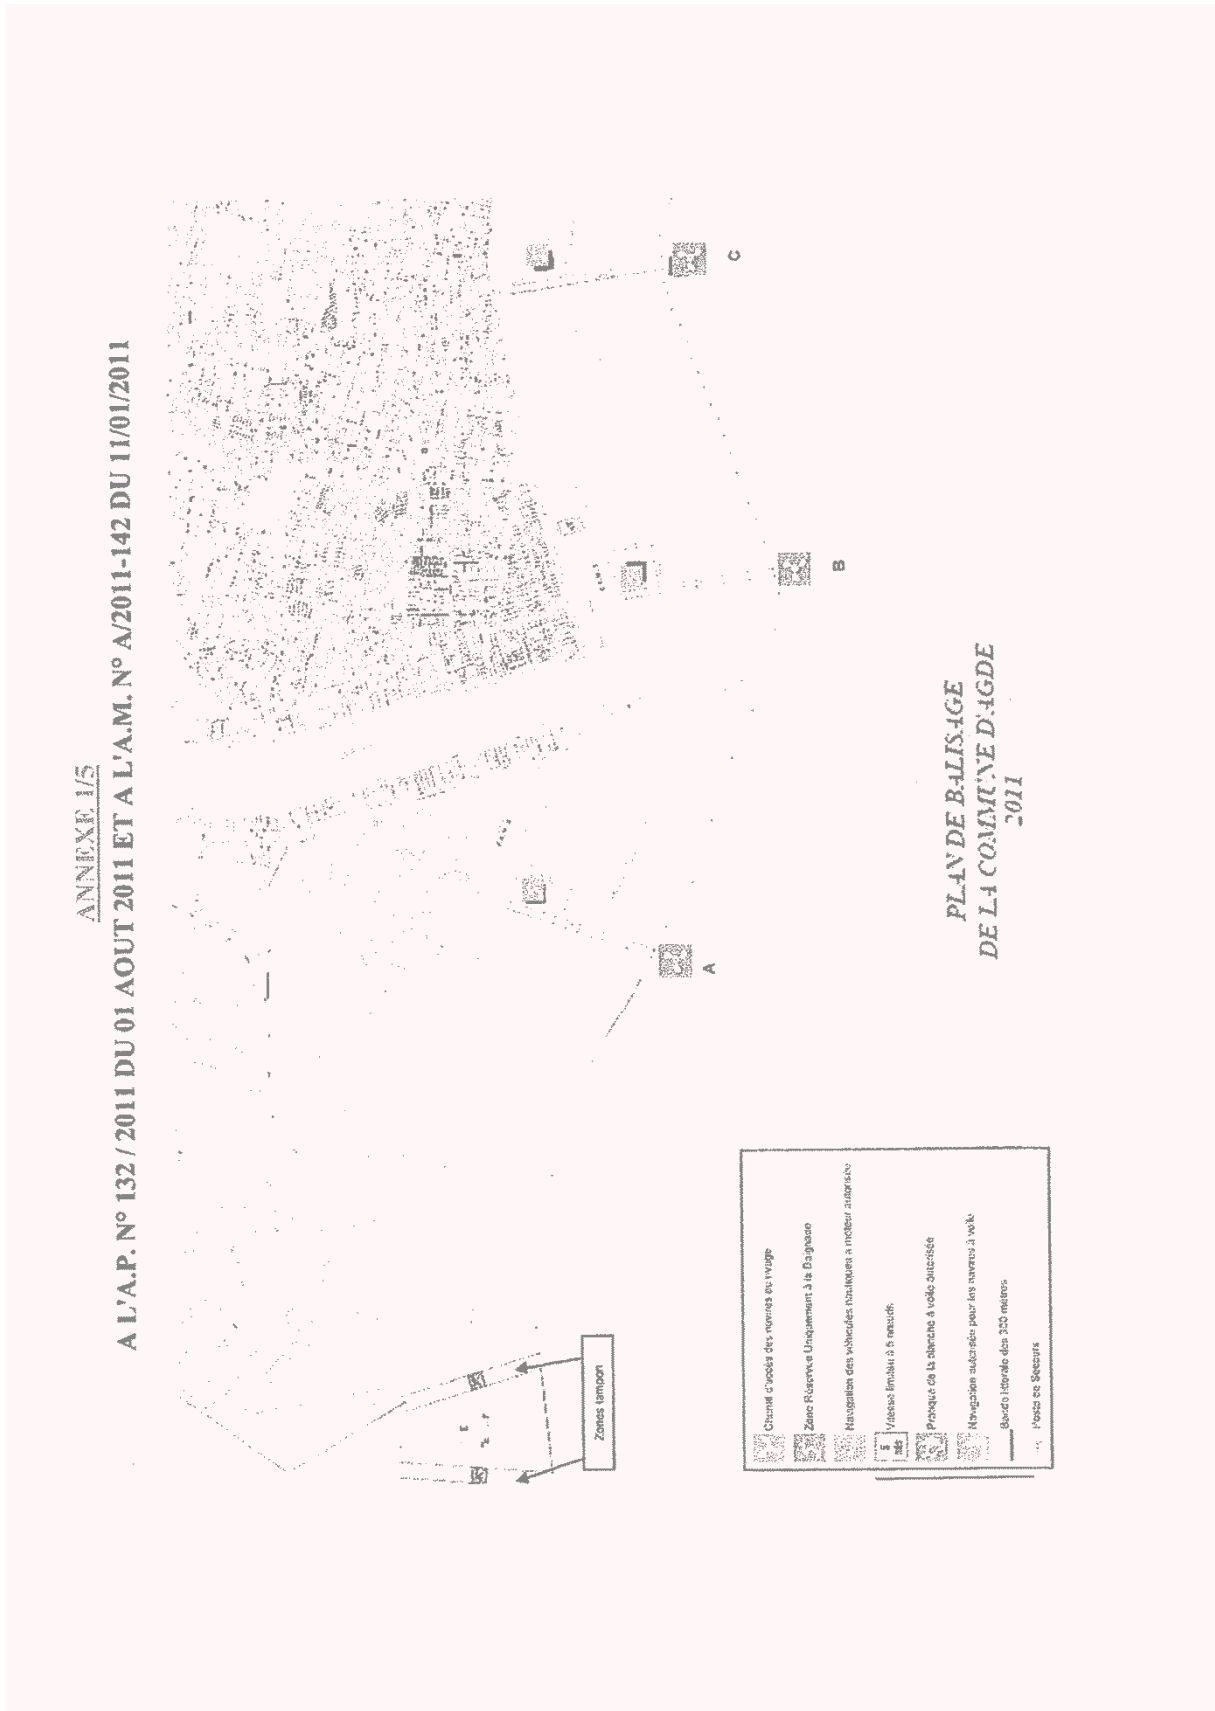 ANNEXE 1/5
A L'A.P. N° 132 / 2011 DU 01 AOUT 2011 ET A L'A.M. N° A/2011-142 DU 11/01/2011
A
B
C
Zones tampon
PLAN DE BALISAGE
DE LA COMMUNE D'AGDE
2011
Chenal d'accès des navires au rivage
Zone Réservée Uniquement à la Baignade
Navigation des véhicules nautiques à moteur autorisée
5
nds
Vitesse limitée à 5 nœuds
Pratique de la planche à voile autorisée
Navigation autorisée pour les navires à voile
Bande littorale des 300 mètres
Poste de Secours